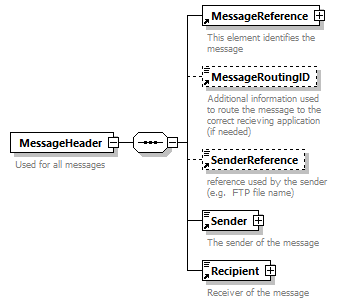 MessageReference
This element identifies the
message
MessageRoutingID
Additional information used
to route the message to the
correct recieving application
(if needed)
MessageHeader
Used for all messages
SenderReference
reference used by the sender
(e.g.  FTP file name)
Sender
The sender of the message
Recipient
Receiver of the message